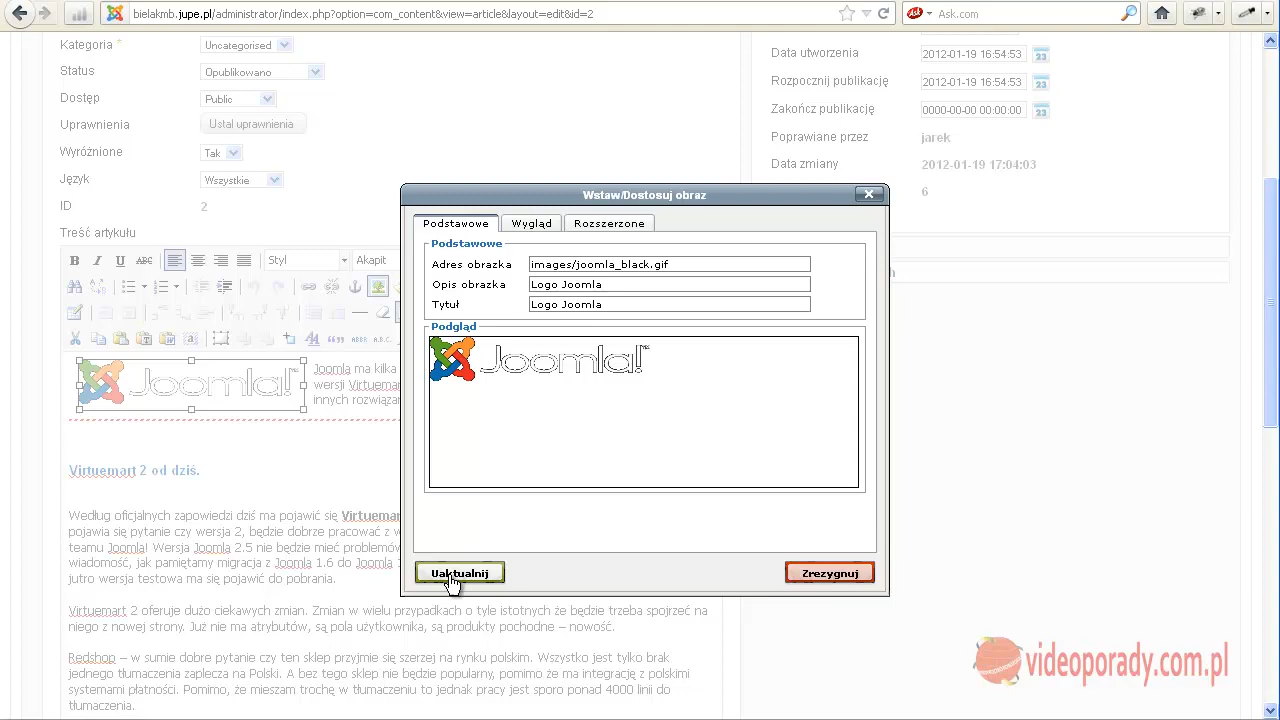 bielakmb.jupe.pl/administrator/index.php?option=com_content&view=article&layout=edit&id=2
Ask.com
Kategoria *
Uncategorised
Status
Opublikowano
Dostęp
Public
Uprawnienia
Ustal uprawnienia
Wyróżnione
Tak
Język
Wszystkie
ID
2
Treść artykułu
Data utworzenia
2012-01-19 16:54:53
23
Rozpocznij publikację
2012-01-19 16:54:53
23
Zakończ publikację
0000-00-00 00:00:00
23
Poprawiane przez
jarek
Data zmiany
2012-01-19 17:04:03
6
B I U ABC
Styl
Akapit
Joomla!
Joomla ma kilka
wersji Virtuemart
innych rozwiązań
Virtuemart 2 od dziś.
Według oficjalnych zapowiedzi dziś ma pojawić się Virtuemar
pojawia się pytanie czy wersja 2, będzie dobrze pracować z w
teamu Joomla! Wersja Joomla 2.5 nie będzie mieć problemów
wiadomość, jak pamiętamy migracja z Joomla 1.6 do Joomla
jutro wersja testowa ma się pojawić do pobrania.
Virtuemart 2 oferuje dużo ciekawych zmian. Zmian w wielu przypadkach o tyle istotnych że będzie trzeba spojrzeć na
niego z nowej strony. Już nie ma atrybutów, są pola użytkownika, są produkty pochodne – nowość.
Redshop – w sumie dobre pytanie czy ten sklep przyjmie się szerzej na rynku polskim. Wszystko jest tylko brak
jednego tłumaczenia zaplecza na Polski. I bez tego sklep nie będzie popularny, pomimo dobra integrację z polskimi
systemami płatności. Pomimo, że mieszam trochę w tłumaczeniu to jednak pracy jest sporo ponad 4000 linii do
tłumaczenia.
Wstaw/Dostosuj obraz
Podstawowe
Wygląd
Rozszerzone
Podstawowe
Adres obrazka
images/joomla_black.gif
Opis obrazka
Logo Joomla
Tytuł
Logo Joomla
Podgląd
Joomla!™
Uaktualnij
Zrezygnuj
videoporady.com.pl